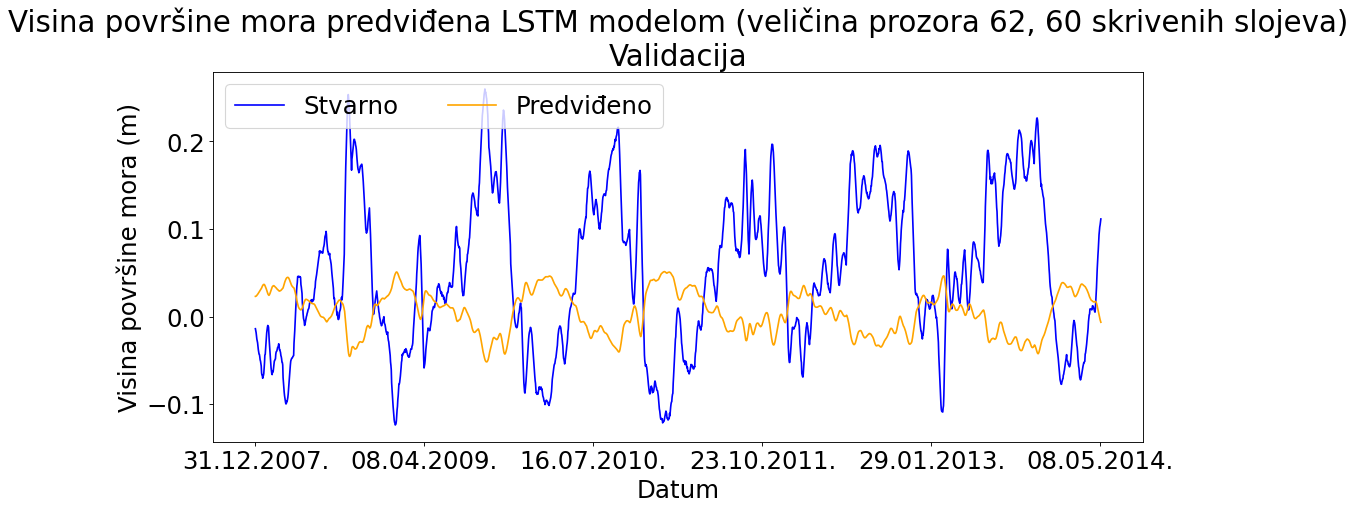 Visina površine mora predviđena LSTM modelom (veličina prozora 62, 60 skrivenih slojeva)
Validacija
Stvarno Predviđeno
Visina površine mora (m)
0.2
0.1
0.0
−0.1
31.12.2007. 08.04.2009. 16.07.2010. 23.10.2011. 29.01.2013. 08.05.2014.
Datum